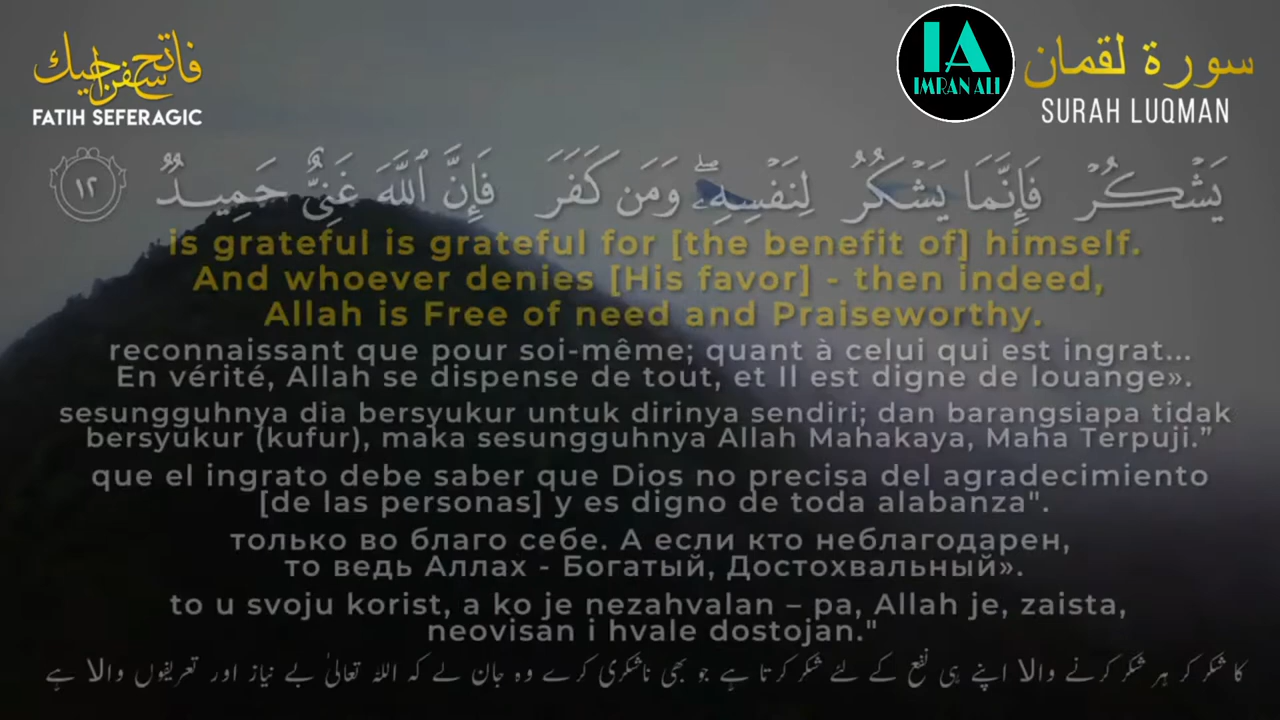 فاتح سفراجيك
FATIH SEFERAGIC
IA
IMRAN ALI
سورة لقمان
SURAH LUQMAN
يَشْكُرْ فَإِنَّمَا يَشْكُرُ لِنَفْسِهِۦ ۖ وَمَن كَفَرَ فَإِنَّ ٱللَّهَ غَنِىٌّ حَمِيدٌ ١٢
is grateful is grateful for [the benefit of] himself.
And whoever denies [His favor] - then indeed,
Allah is Free of need and Praiseworthy.
reconnaissant que pour soi-même; quant à celui qui est ingrat...
En vérité, Allah se dispense de tout, et Il est digne de louange».
sesungguhnya dia bersyukur untuk dirinya sendiri; dan barangsiapa tidak
bersyukur (kufur), maka sesungguhnya Allah Mahakaya, Maha Terpuji.”
que el ingrato debe saber que Dios no precisa del agradecimiento
[de las personas] y es digno de toda alabanza".
только во благо себе. А если кто неблагодарен,
то ведь Аллах - Богатый, Достохвальный».
to u svoju korist, a ko je nezahvalan – pa, Allah je, zaista,
neovisan i hvale dostojan."
کا شکر کر ہر شکر کرنے والا اپنے ہی نفع کے لئے شکر کرتا ہے جو بھی ناشکری کرے وہ جان لے کہ اللہ تعالیٰ بے نیاز اور تعریفوں والا ہے